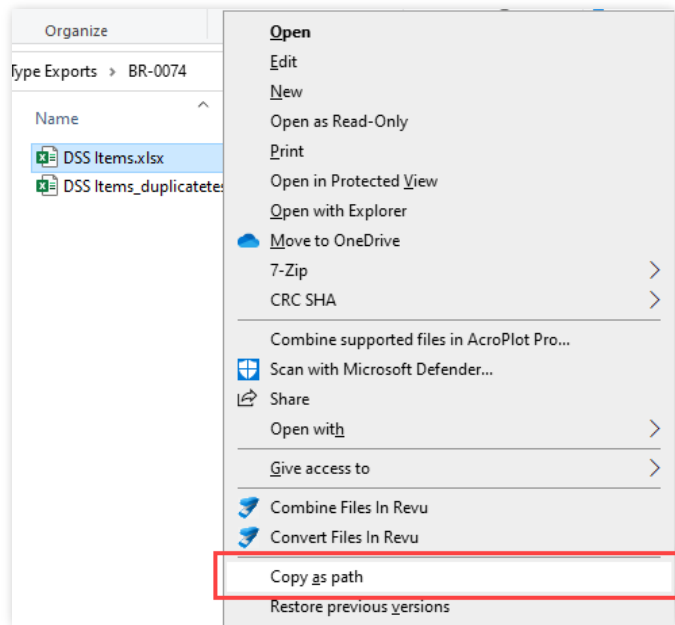 Organize
Type Exports > BR-0074
Name
DSS Items.xlsx
DSS Items_duplicatetes
Open
Edit
New
Open as Read-Only
Print
Open in Protected View
Open with Explorer
Move to OneDrive
7-Zip
CRC SHA
Combine supported files in AcroPlot Pro...
Scan with Microsoft Defender...
Share
Open with
Give access to
Combine Files In Revu
Convert Files In Revu
Copy as path
Restore previous versions